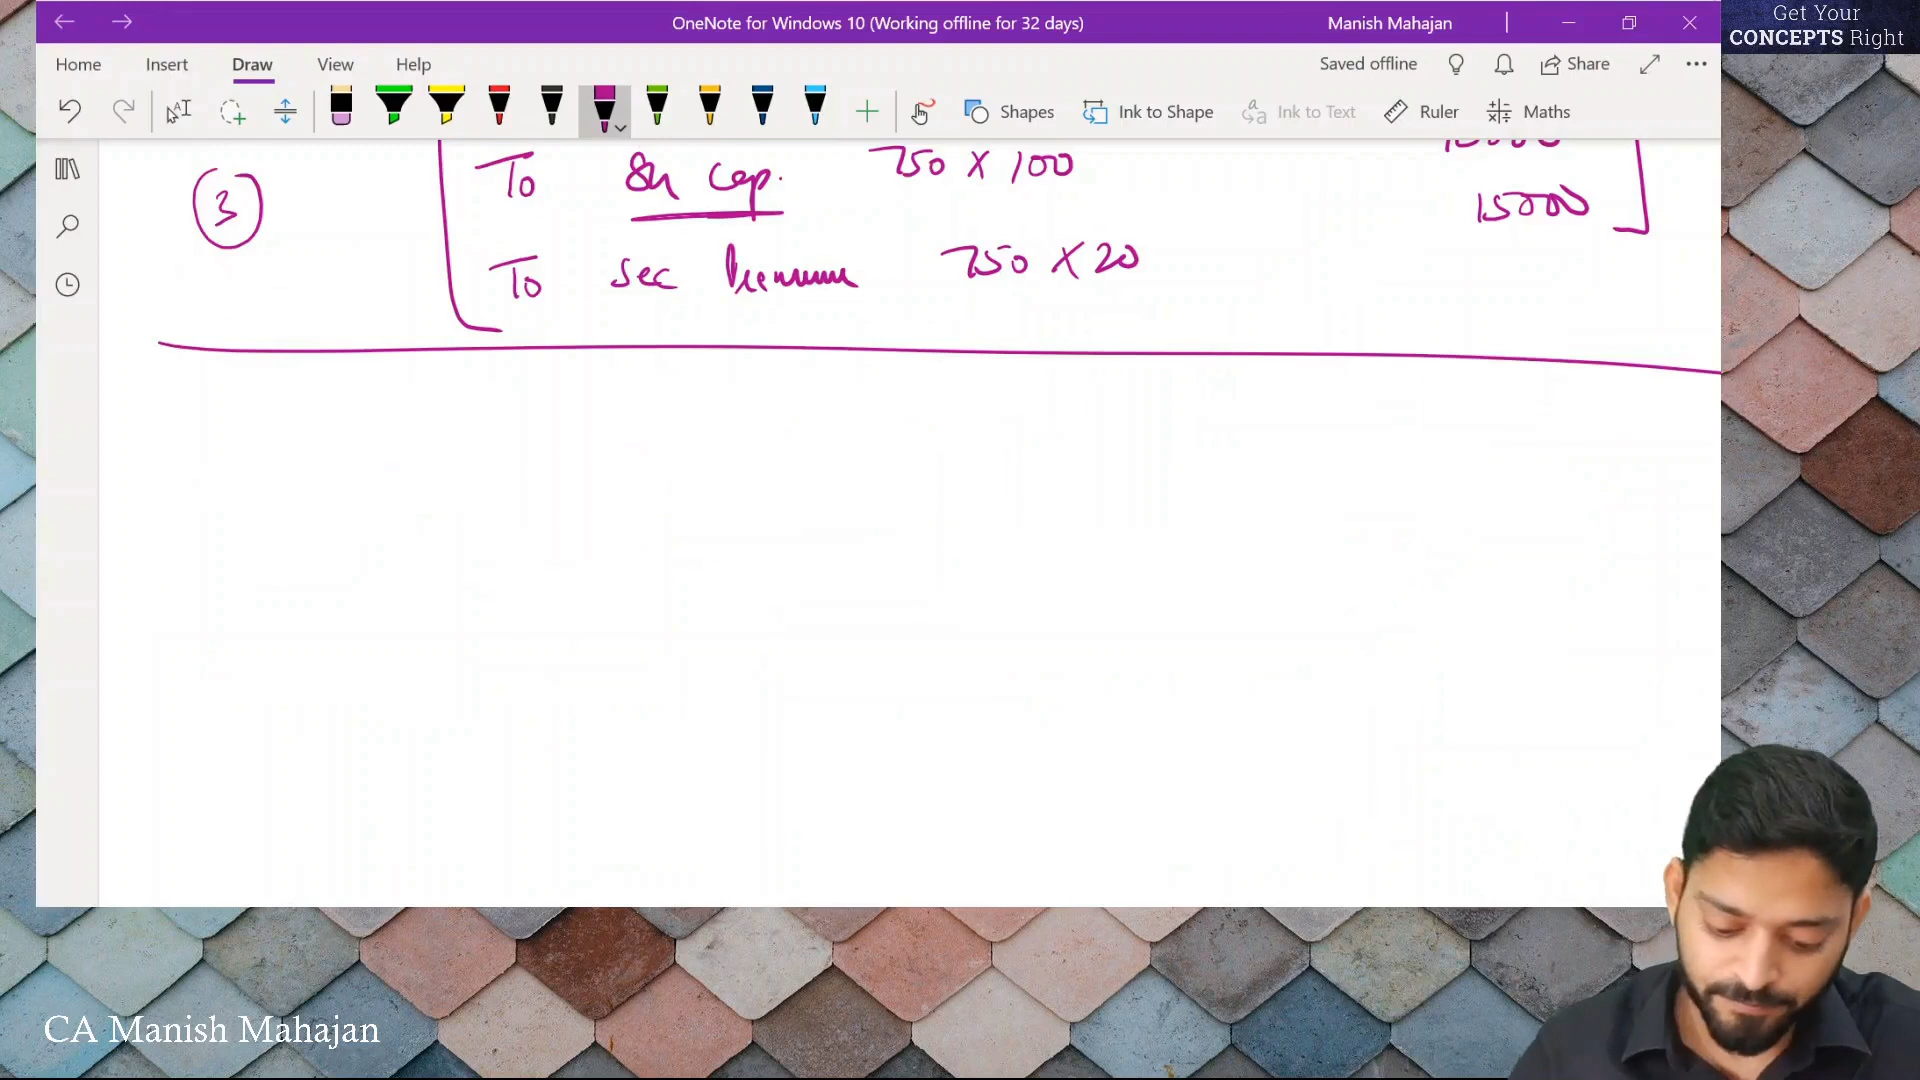 OneNote for Windows 10 (Working offline for 32 days)
Manish Mahajan
Get Your
CONCEPTS Right
Home Insert Draw View Help
Saved offline
Share
Shapes
Ink to Shape
Ink to Text
Ruler
Maths
3
To Sh Cap. 750 X 100
15000
To Sec Premium 750 X 20
CA Manish Mahajan